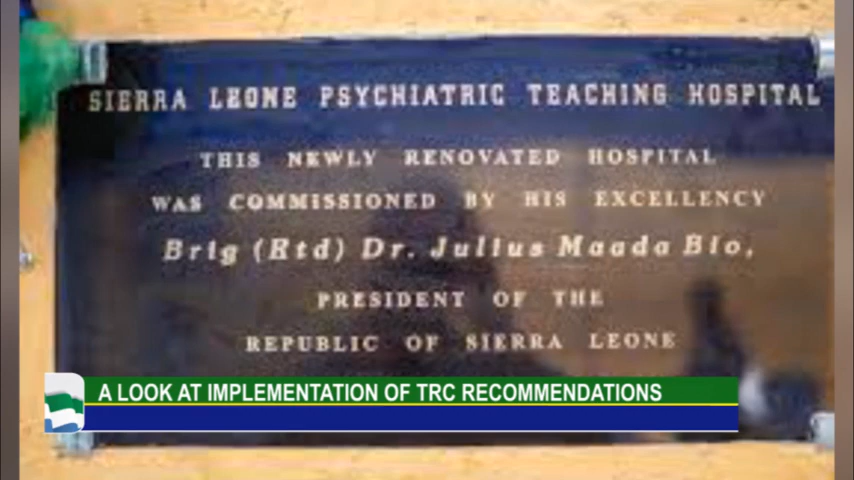 SIERRA LEONE PSYCHIATRIC TEACHING HOSPITAL
THIS NEWLY RENOVATED HOSPITAL
WAS COMMISSIONED BY HIS EXCELLENCY
Brig (Rtd) Dr. Julius Maada Bio,
PRESIDENT OF THE
REPUBLIC OF SIERRA LEONE
A LOOK AT IMPLEMENTATION OF TRC RECOMMENDATIONS